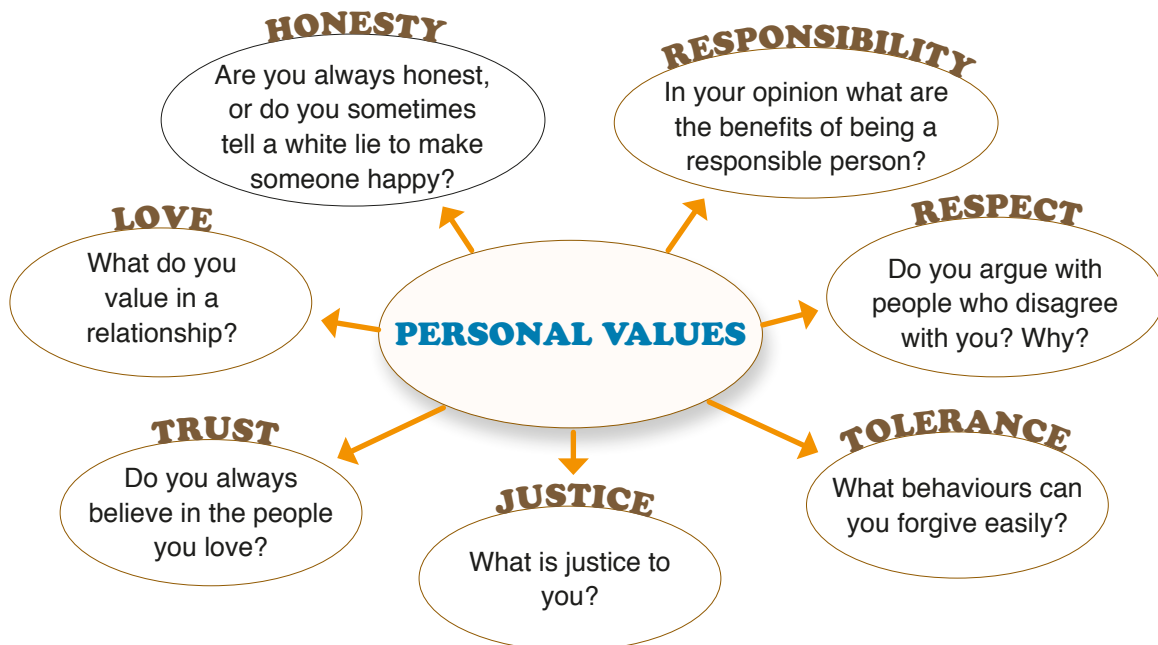 HONESTY
Are you always honest,
or do you sometimes
tell a white lie to make
someone happy?
RESPONSIBILITY
In your opinion what are
the benefits of being a
responsible person?
LOVE
What do you
value in a
relationship?
RESPECT
Do you argue with
people who disagree
with you? Why?
PERSONAL VALUES
TRUST
Do you always
believe in the people
you love?
JUSTICE
What is justice to
you?
TOLERANCE
What behaviours can
you forgive easily?